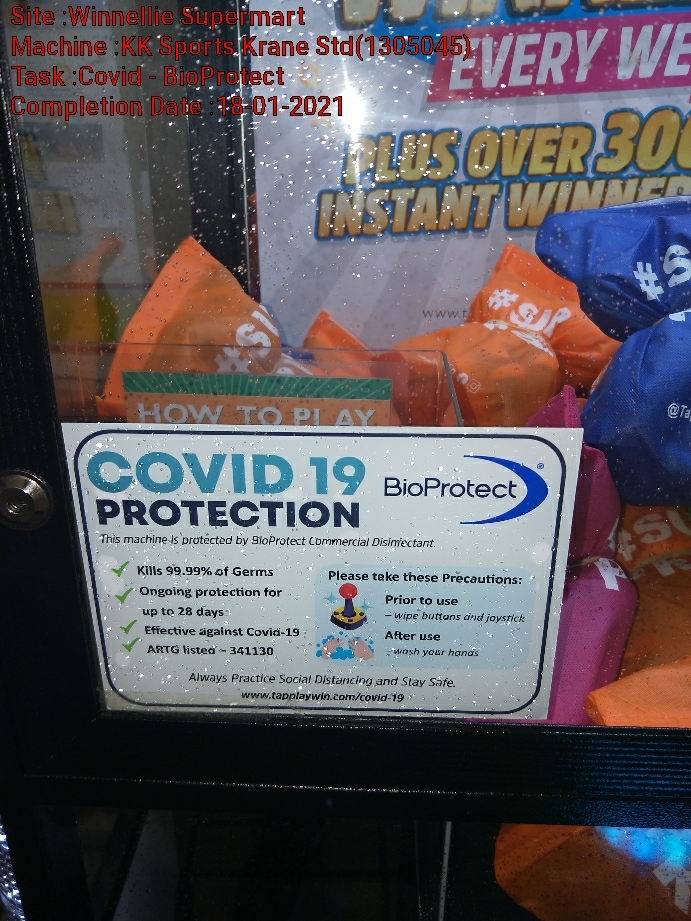 Site :Winnellie Supermart
Machine :KK Sports Krane Std(1305045)
Task :Covid - BioProtect
Completion Date :18-01-2021
EVERY WE
PLUS OVER 300
INSTANT WINNER
#SU
#SUP
@Ta
HOW TO PLAY
COVID 19
PROTECTION
BioProtect®
This machine is protected by BioProtect Commercial Disinfectant.
Kills 99.99% of Germs
Ongoing protection for
up to 28 days
Effective against Covid-19
ARTG listed - 341130
Please take these Precautions:
Prior to use
- wipe buttons and joystick
After use
- wash your hands
Always Practice Social Distancing and Stay Safe.
www.tapplaywin.com/covid-19